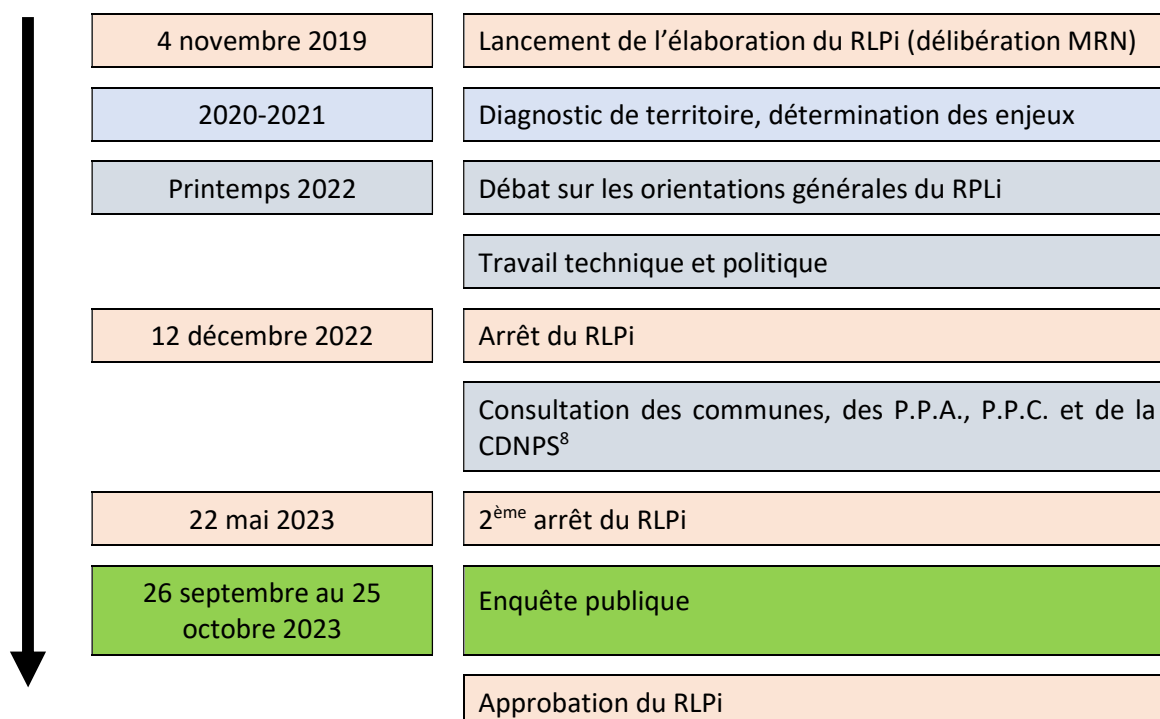 4 novembre 2019
Lancement de l’élaboration du RLPi (délibération MRN)
2020-2021
Diagnostic de territoire, détermination des enjeux
Printemps 2022
Débat sur les orientations générales du RPLi
Travail technique et politique
12 décembre 2022
Arrêt du RLPi
Consultation des communes, des P.P.A., P.P.C. et de la
CDNPS⁸
22 mai 2023
2ème arrêt du RLPi
26 septembre au 25
octobre 2023
Enquête publique
Approbation du RLPi